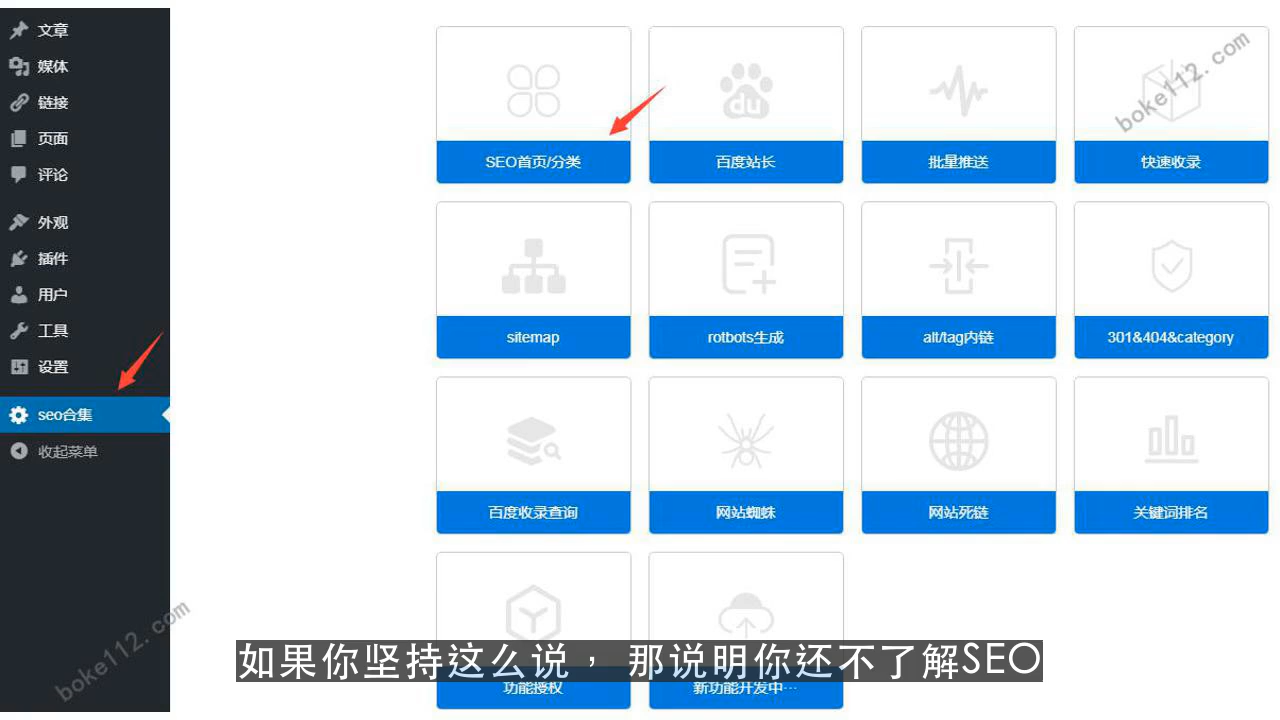 文章
媒体
链接
页面
评论
外观
插件
用户
工具
设置
seo合集
收起菜单
SEO首页/分类
百度站长
批量推送
快速收录
sitemap
rotbots生成
alt/tag内链
301&404&category
百度收录查询
网站蜘蛛
网站死链
关键词排名
功能授权
新功能开发中…
du
boke112.com
boke112.com
如果你坚持这么说，那说明你还不了解SEO